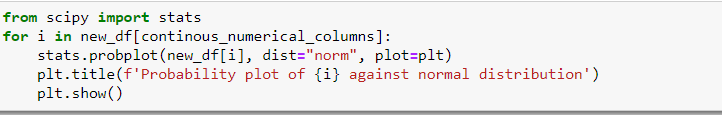 from scipy import stats
for i in new_df[continous_numerical_columns]:
    stats.probplot(new_df[i], dist="norm", plot=plt)
    plt.title(f'Probability plot of {i} against normal distribution')
    plt.show()